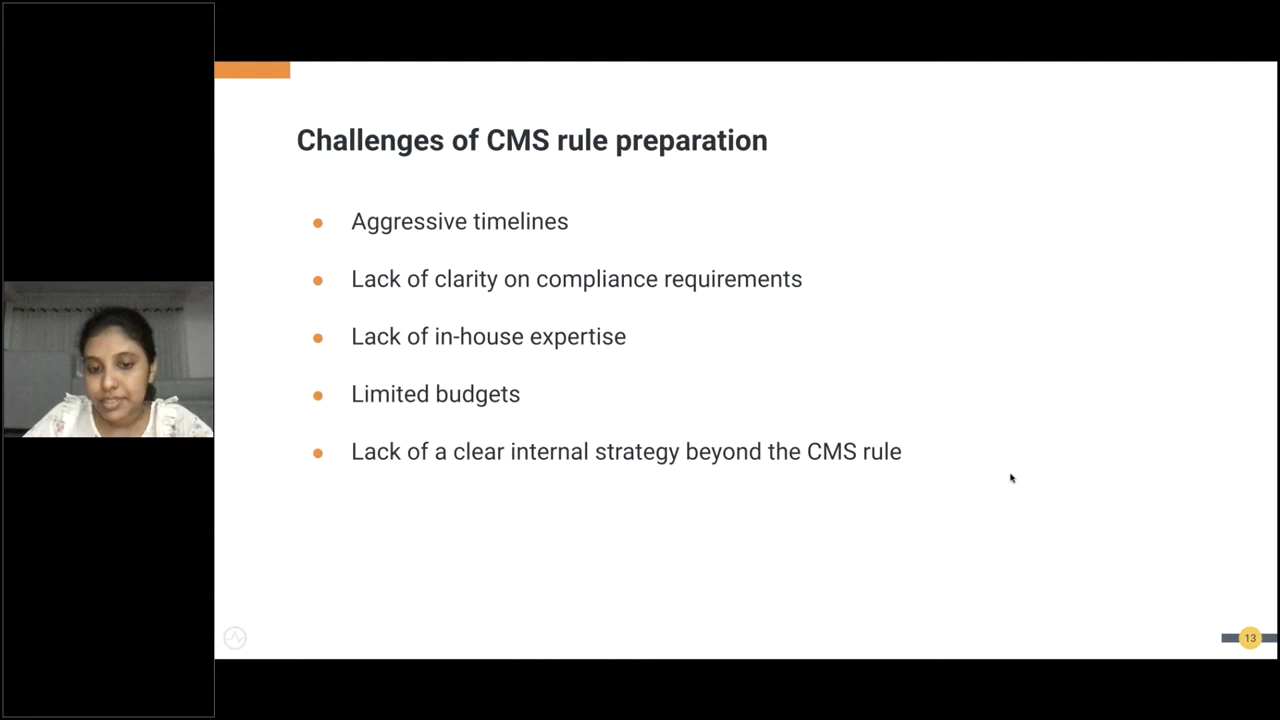 Challenges of CMS rule preparation
Aggressive timelines
Lack of clarity on compliance requirements
Lack of in-house expertise
Limited budgets
Lack of a clear internal strategy beyond the CMS rule
13